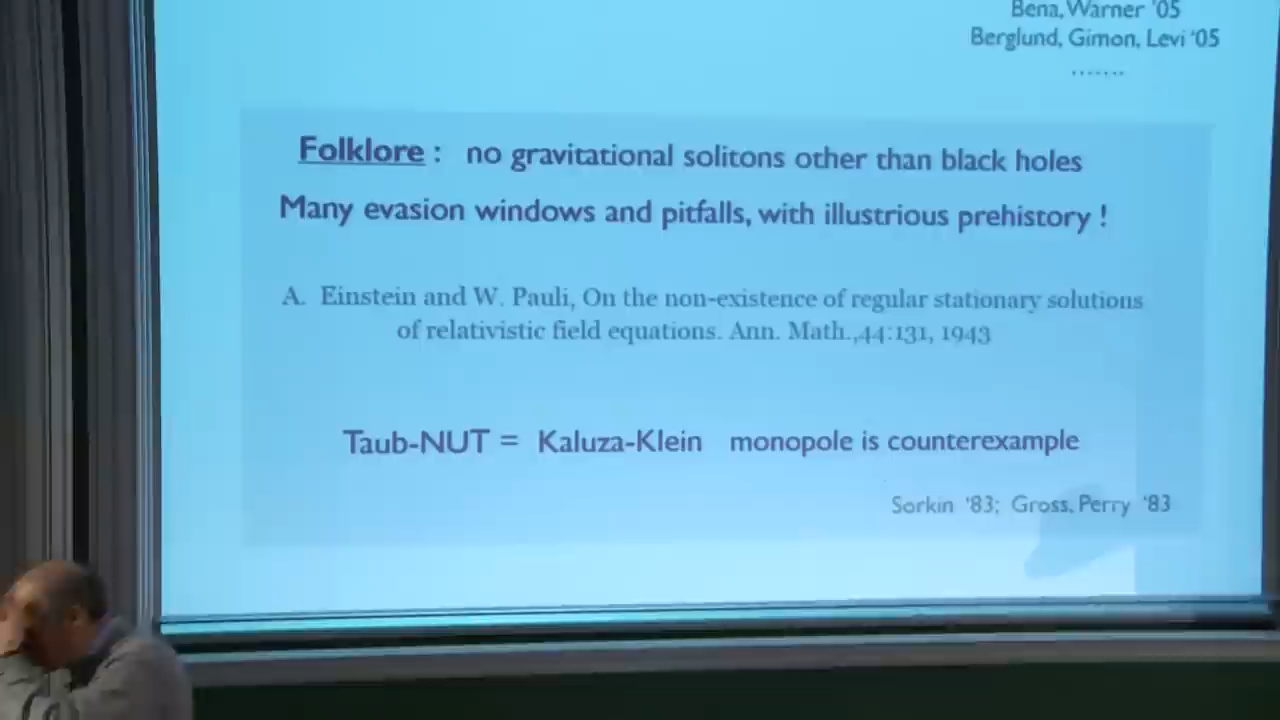 Bena, Warner '05
Berglund, Gimon, Levi '05
.......
Folklore : no gravitational solitons other than black holes
Many evasion windows and pitfalls, with illustrious prehistory !
A. Einstein and W. Pauli, On the non-existence of regular stationary solutions
of relativistic field equations. Ann. Math.,44:131, 1943
Taub-NUT = Kaluza-Klein monopole is counterexample
Sorkin '83; Gross, Perry '83